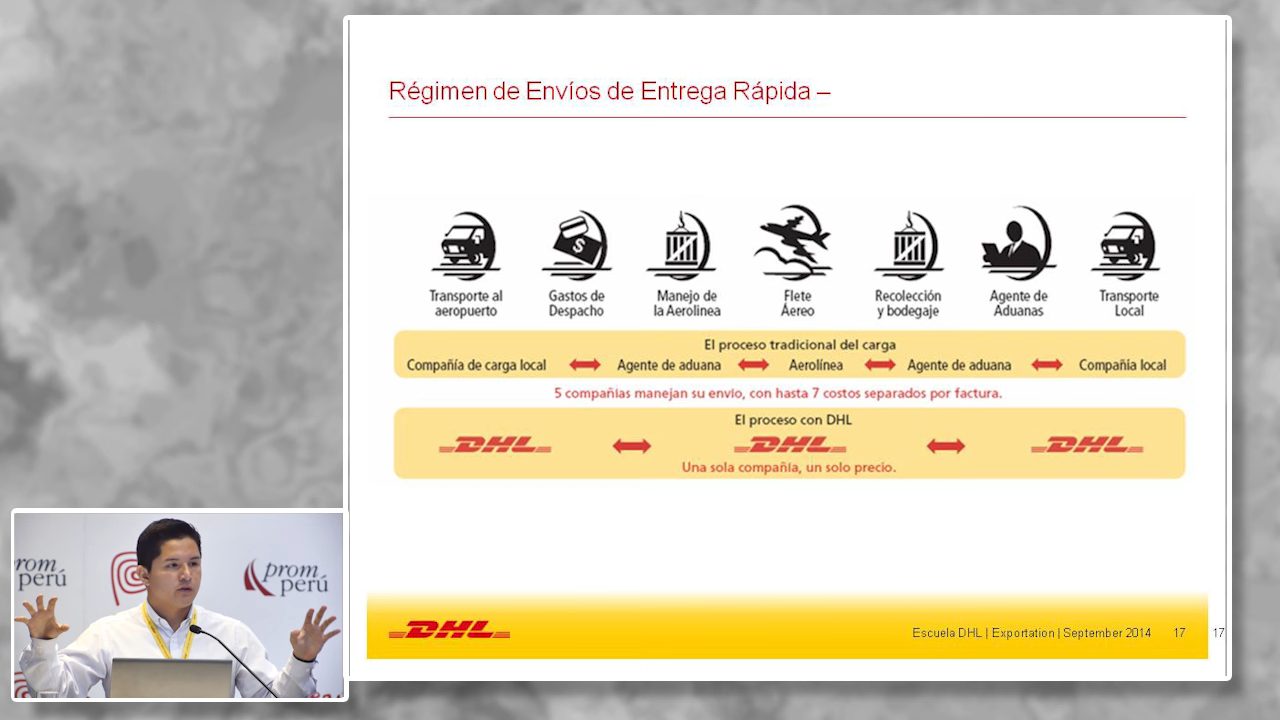 Régimen de Envíos de Entrega Rápida –
Transporte al
aeropuerto
Gastos de
Despacho
Manejo de
la Aerolinea
Flete
Áereo
Recolección
y bodegaje
Agente de
Aduanas
Transporte
Local
El proceso tradicional del carga
Compañía de carga local Agente de aduana Aerolínea Agente de aduana Compañía local
5 compañias manejan su envio, con hasta 7 costos separados por factura.
El proceso con DHL
DHL DHL DHL
Una sola compañía, un solo precio.
DHL
Escuela DHL | Exportation | September 2014 17 17
rom
perú
prom
perú